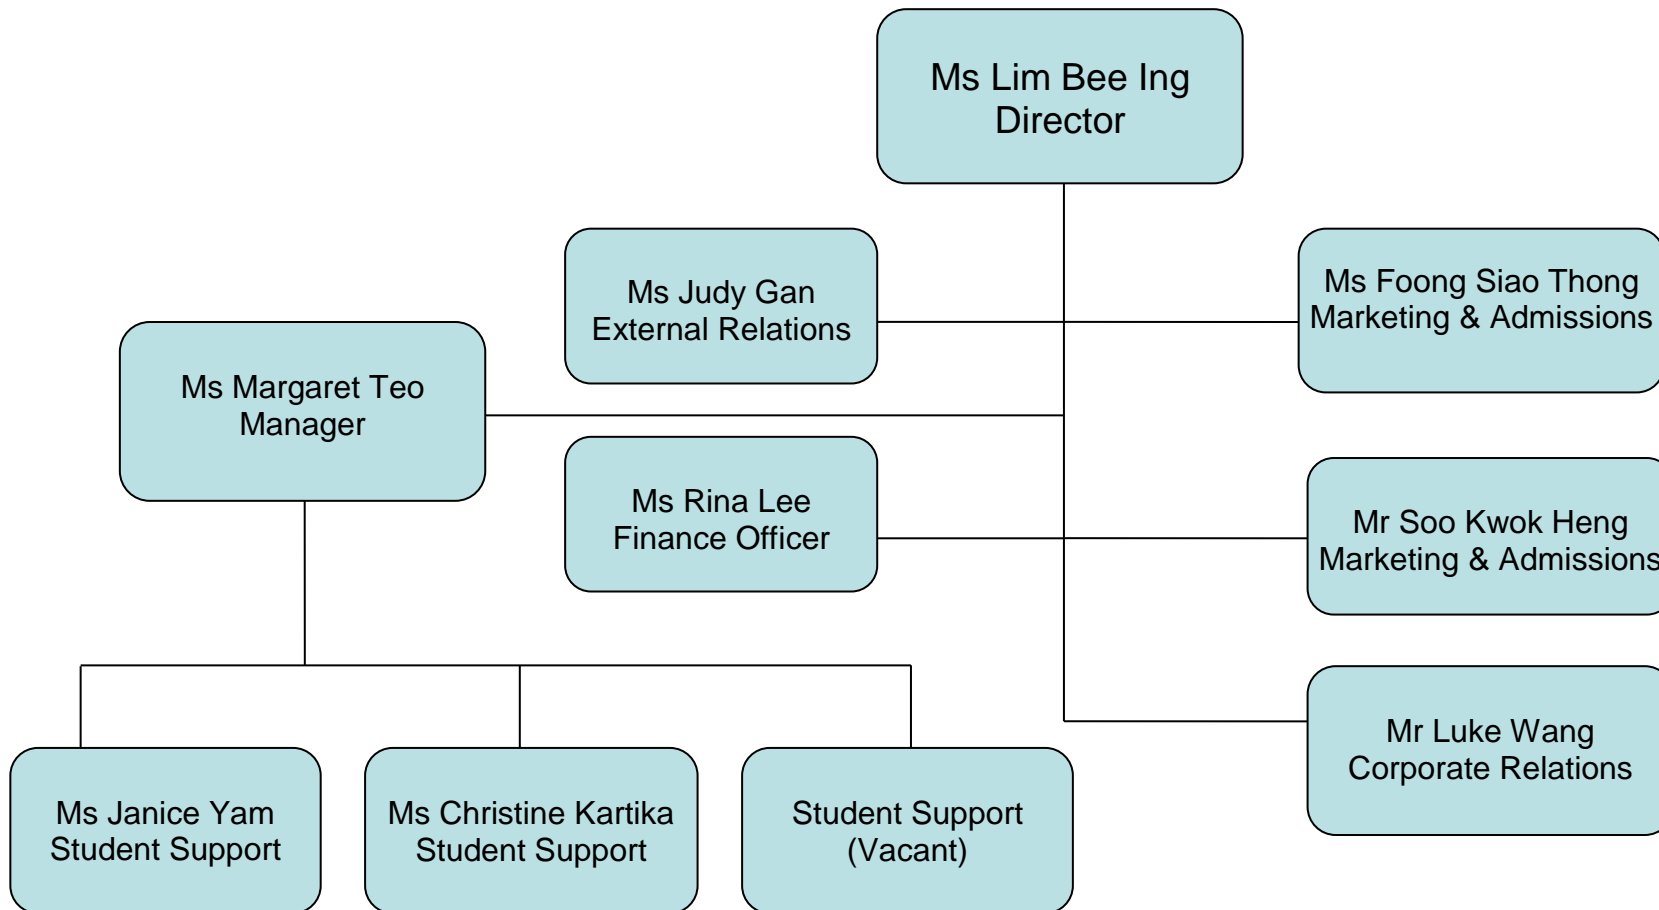 Ms Lim Bee Ing
Director
Ms Judy Gan
External Relations
Ms Foong Siao Thong
Marketing & Admissions
Ms Margaret Teo
Manager
Ms Rina Lee
Finance Officer
Mr Soo Kwok Heng
Marketing & Admissions
Mr Luke Wang
Corporate Relations
Ms Janice Yam
Student Support
Ms Christine Kartika
Student Support
Student Support
(Vacant)